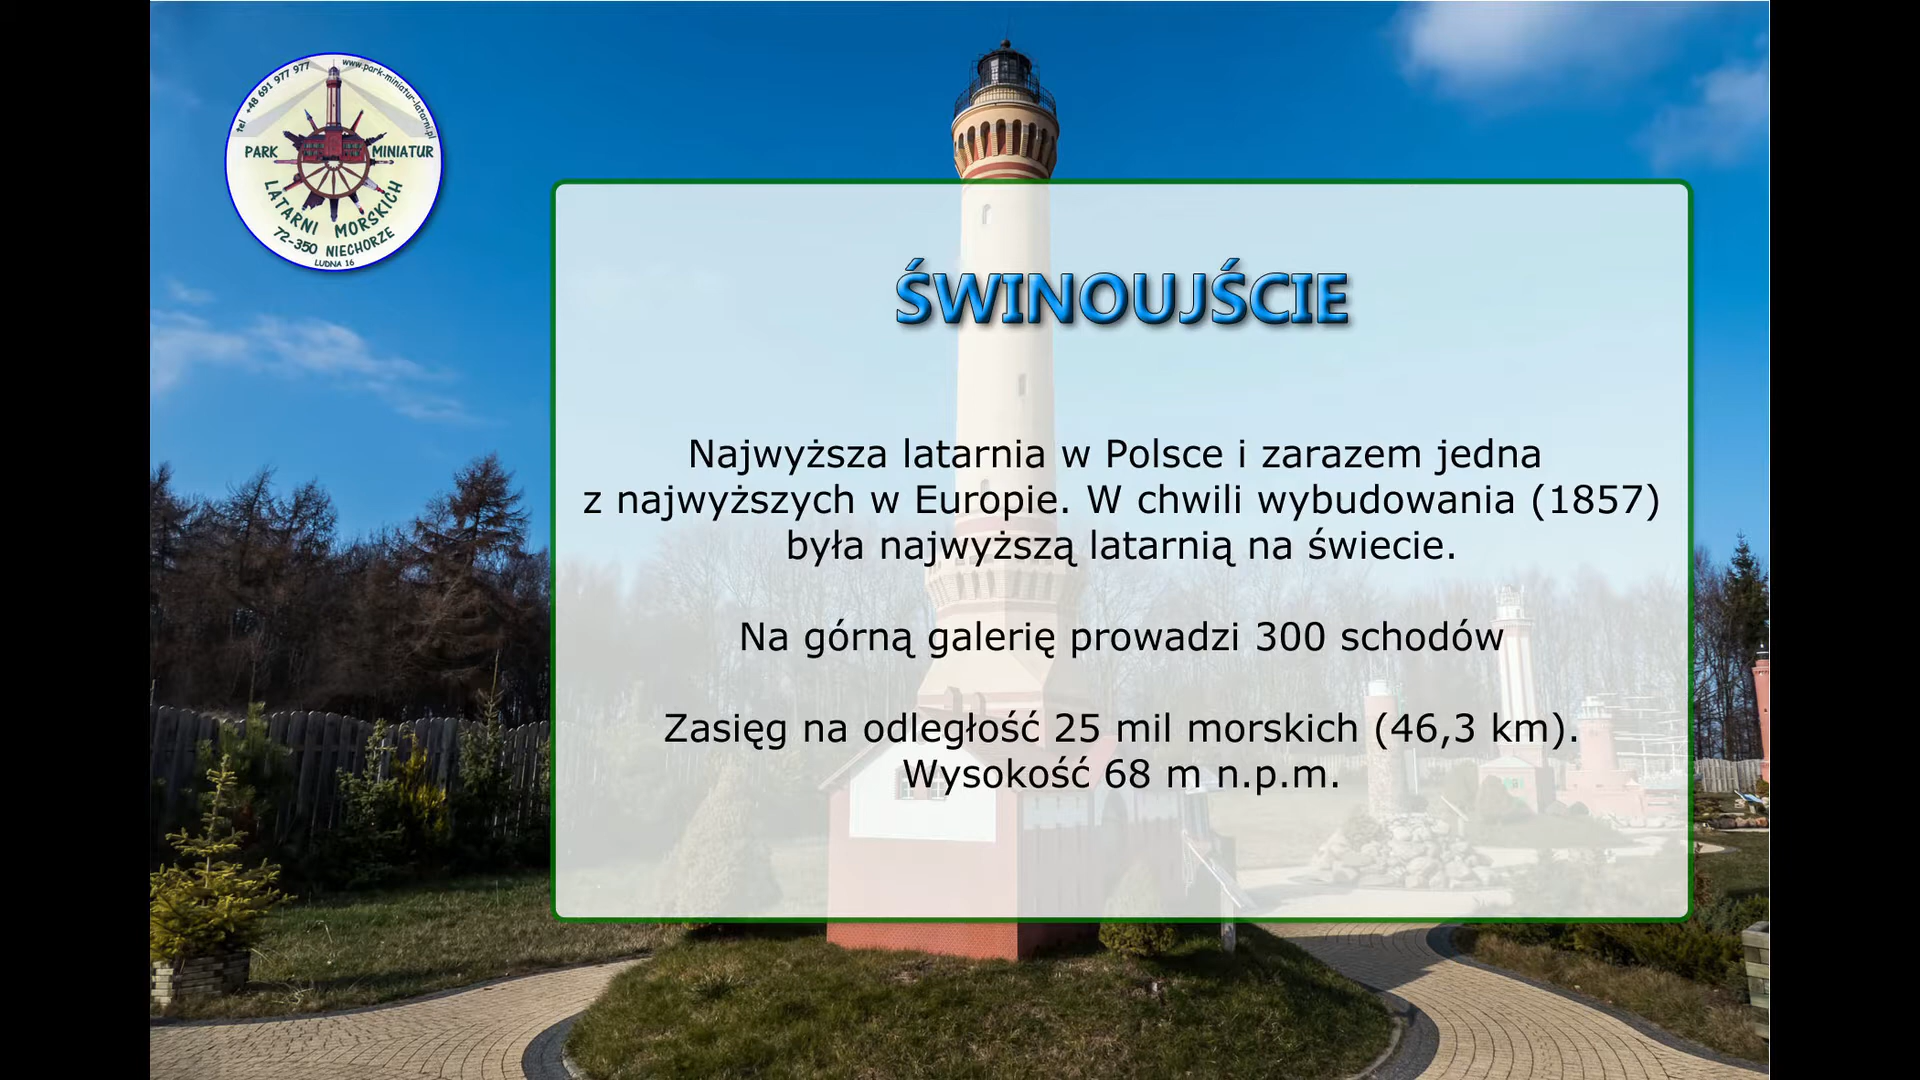 tel +48 691 977 977
www.park-miniatur-latarni.pl
PARK MINIATUR
LATARNI MORSKICH
72-350 NIECHORZE
LUDNA 16
ŚWINOUJŚCIE
Najwyższa latarnia w Polsce i zarazem jedna
z najwyższych w Europie. W chwili wybudowania (1857)
była najwyższą latarnią na świecie.
Na górną galerię prowadzi 300 schodów
Zasięg na odległość 25 mil morskich (46,3 km).
Wysokość 68 m n.p.m.